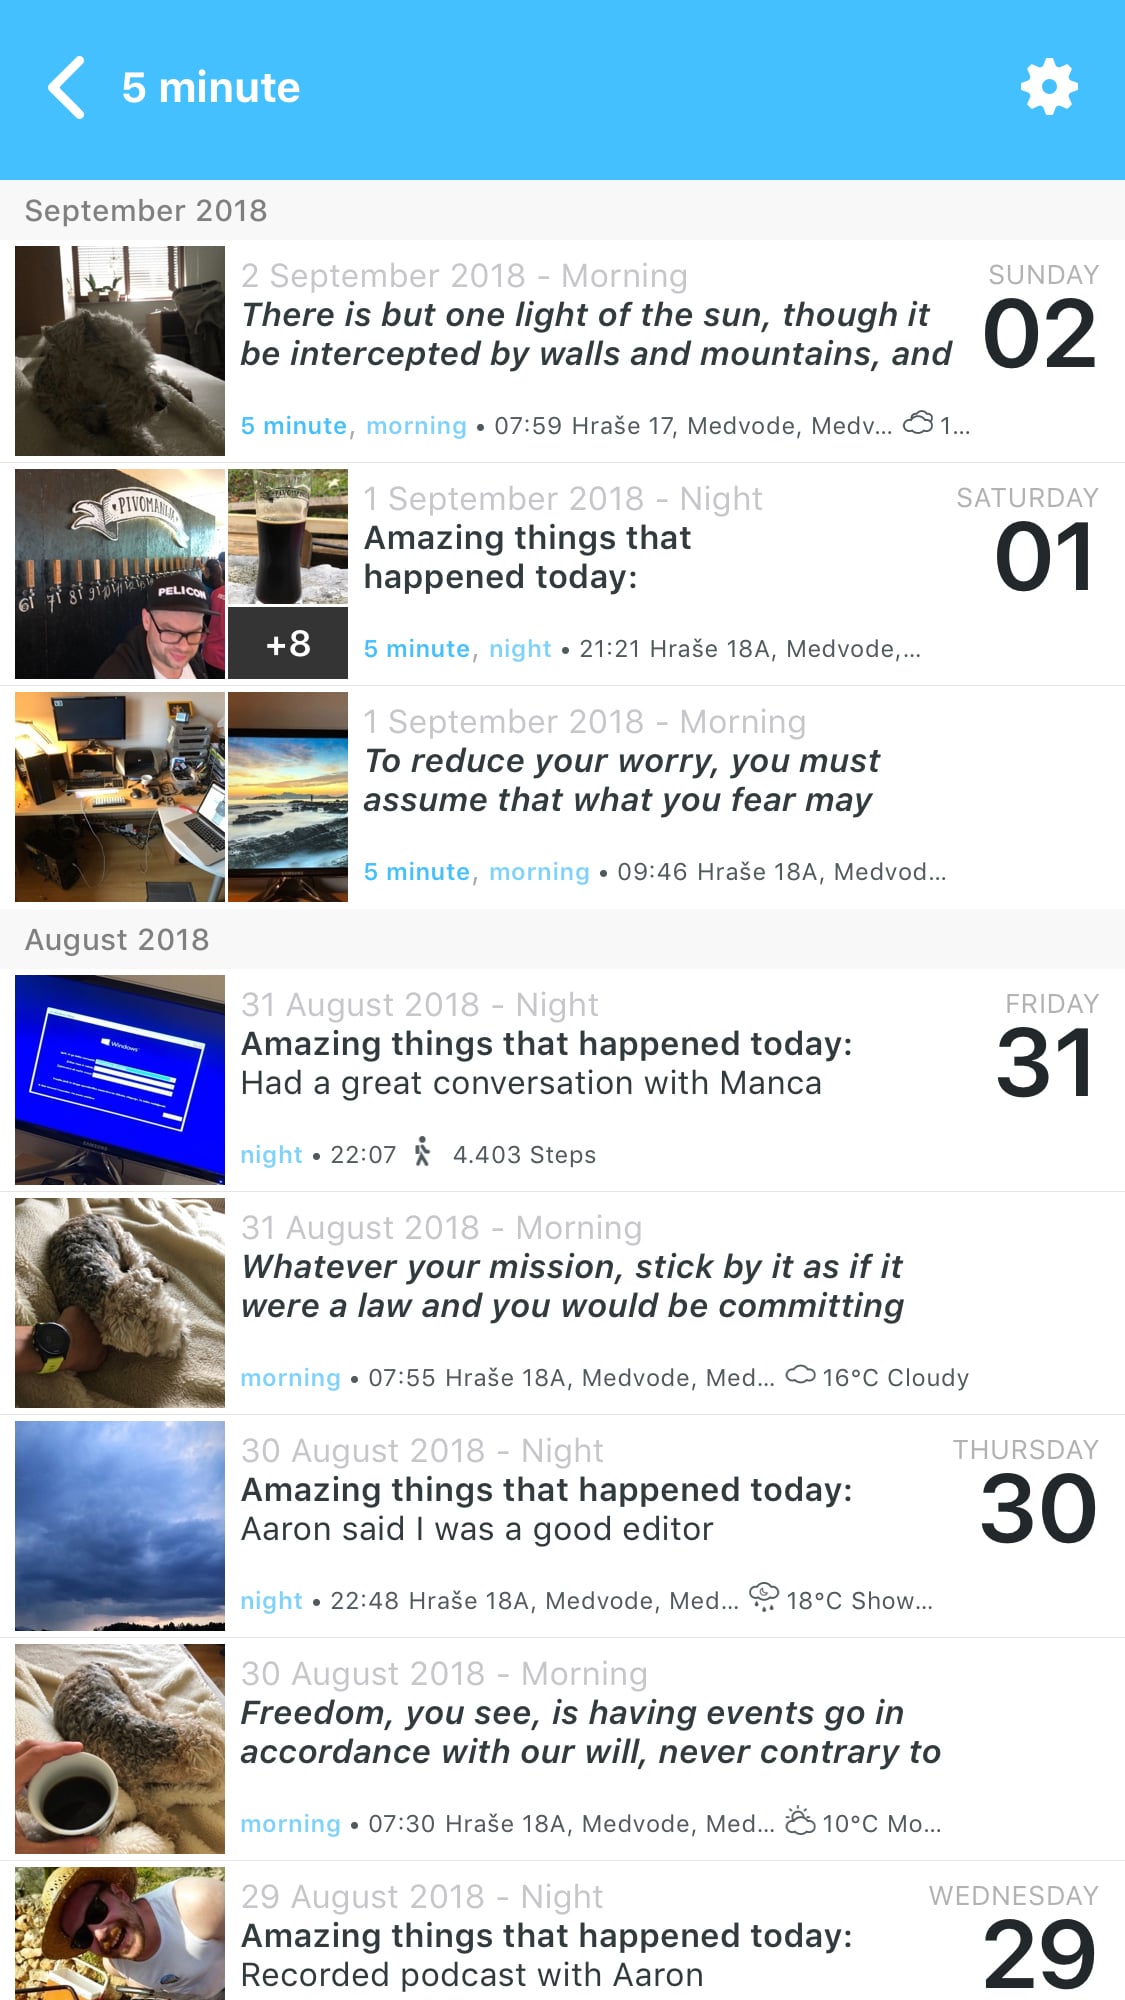 5 minute
September 2018
2 September 2018 - Morning
There is but one light of the sun, though it
be intercepted by walls and mountains, and
5 minute, morning • 07:59 Hraše 17, Medvode, Medv... 1...
SUNDAY
02
PIVOMANIJA
PELICON
6i 7i 8i 9i
+8
1 September 2018 - Night
Amazing things that
happened today:
5 minute, night • 21:21 Hraše 18A, Medvode,...
SATURDAY
01
1 September 2018 - Morning
To reduce your worry, you must
assume that what you fear may
5 minute, morning • 09:46 Hraše 18A, Medvod...
SAMSUNG
August 2018
Windows
SAMSUNG
31 August 2018 - Night
Amazing things that happened today:
Had a great conversation with Manca
night • 22:07 4.403 Steps
FRIDAY
31
31 August 2018 - Morning
Whatever your mission, stick by it as if it
were a law and you would be committing
morning • 07:55 Hraše 18A, Medvode, Med... 16°C Cloudy
30 August 2018 - Night
Amazing things that happened today:
Aaron said I was a good editor
night • 22:48 Hraše 18A, Medvode, Med... 18°C Show...
THURSDAY
30
30 August 2018 - Morning
Freedom, you see, is having events go in
accordance with our will, never contrary to
morning • 07:30 Hraše 18A, Medvode, Med... 10°C Mo...
29 August 2018 - Night
Amazing things that happened today:
Recorded podcast with Aaron
WEDNESDAY
29